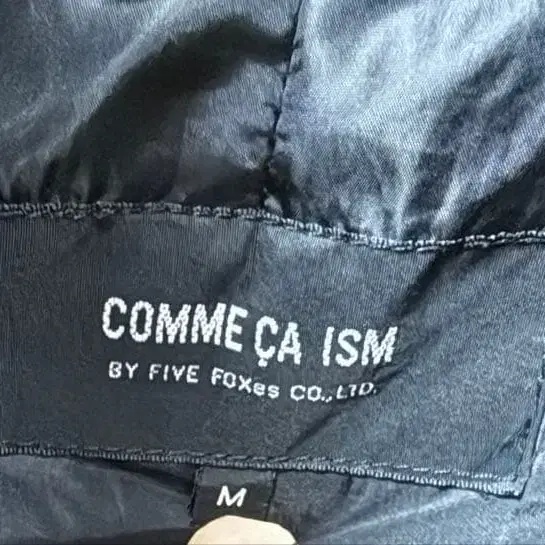 COMME ÇA ISM
BY FIVE FOXes CO.,LTD.
M